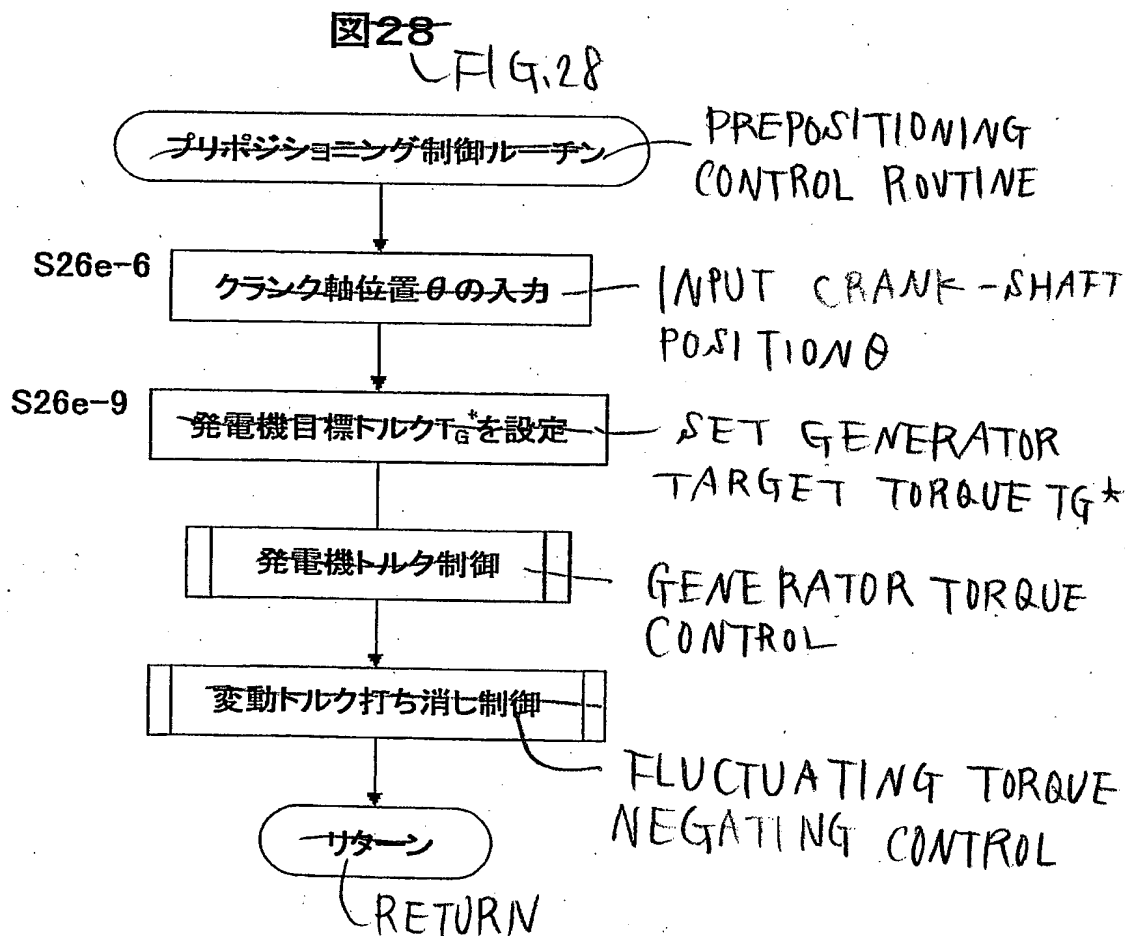 図28
FIG.28
プリポジショニング制御ルーチン
PREPOSITIONING
CONTROL ROUTINE
S26e-6
クランク軸位置θの入力
INPUT CRANK-SHAFT
POSITION θ
S26e-9
発電機目標トルクTG*を設定
SET GENERATOR
TARGET TORQUE TG*
発電機トルク制御
GENERATOR TORQUE
CONTROL
変動トルク打ち消し制御
FLUCTUATING TORQUE
NEGATING CONTROL
リターン
RETURN